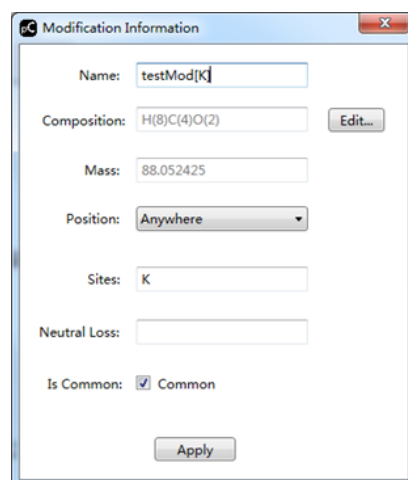 pC Modification Information
Name: testMod[K]
Composition: H(8)C(4)O(2) Edit...
Mass: 88.052425
Position: Anywhere
Sites: K
Neutral Loss:
Is Common: Common
Apply